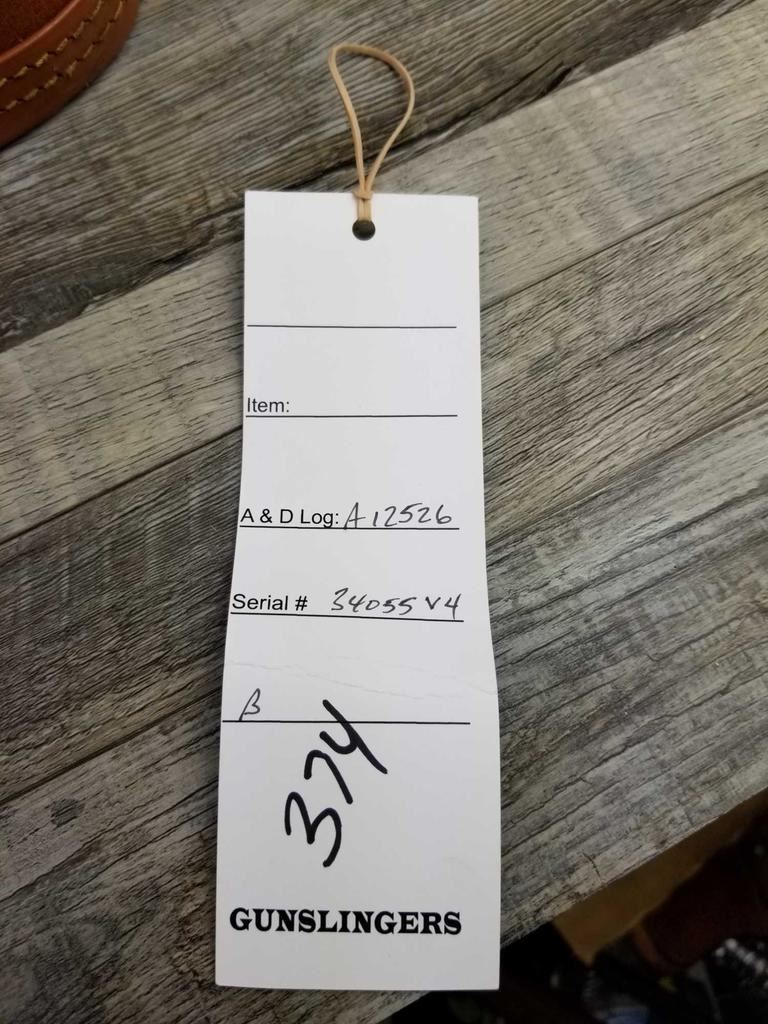 Item:
A & D Log: A12526
Serial # 34055V4
B
374
GUNSLINGERS